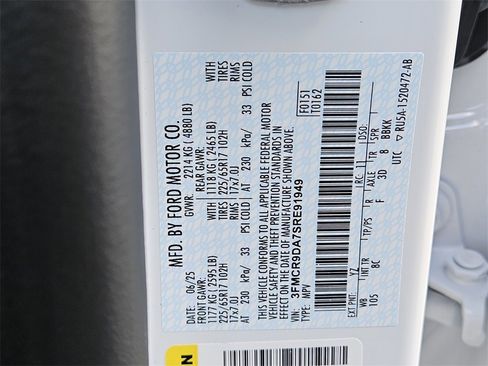 MFD. BY FORD MOTOR CO.
DATE: 06/25 GVWR: 2214 KG ( 4880 LB)
FRONT GAWR: REAR GAWR:
1177 KG ( 2595 LB) WITH 1118 KG ( 2465 LB) WITH
225/65R17 102H TIRES 225/65R17 102H TIRES
17x7.0J RIMS 17x7.0J RIMS
AT 230 kPa/ 33 PSI COLD AT 230 kPa/ 33 PSI COLD
THIS VEHICLE CONFORMS TO ALL APPLICABLE FEDERAL MOTOR
VEHICLE SAFETY AND THEFT PREVENTION STANDARDS IN
EFFECT ON THE DATE OF MANUFACTURE SHOWN ABOVE.
VIN: 3FMCR9DA7SRE91949
TYPE: MPV
F0151
T0162
EXT PNT: YZ RC: 11 DSO:
WB INT TR TP/PS R AXLE TR SPR
105 8C F 3D 8 BBKK
UTC ▽ RU5A-1520472-AB
N